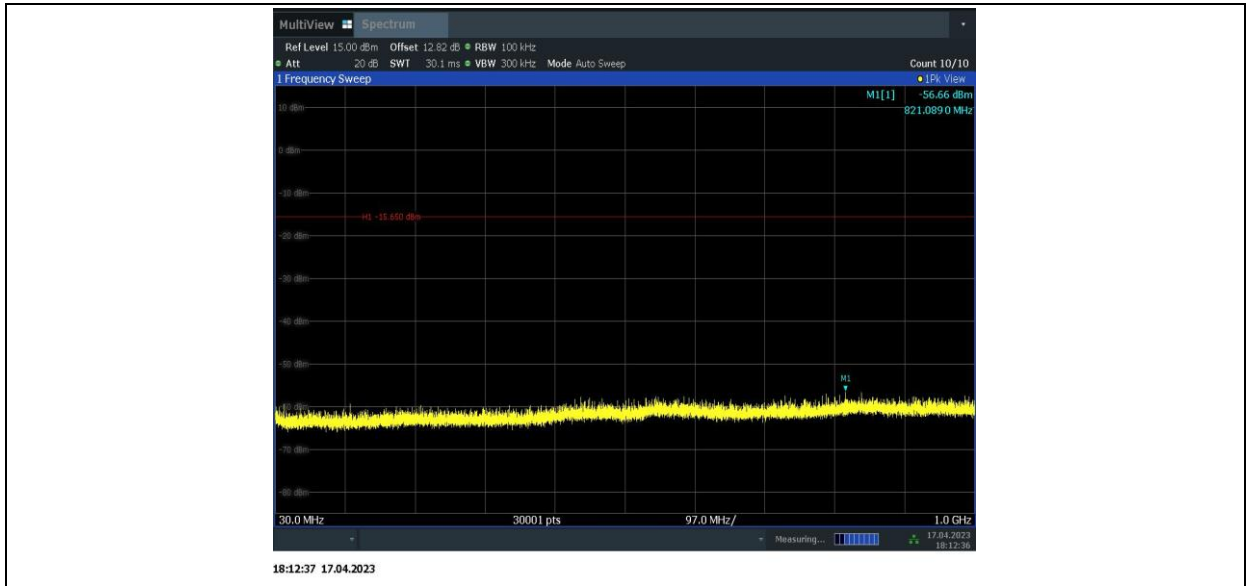 MultiView Spectrum
Ref Level 15.00 dBm Offset 12.82 dB RBW 100 kHz
Att 20 dB SWT 30.1 ms VBW 300 kHz Mode Auto Sweep Count 10/10
1 Frequency Sweep 1Pk View
M1[1] -56.66 dBm
821.0890 MHz
10 dBm
0 dBm
-10 dBm
H1 -15.650 dBm
-20 dBm
-30 dBm
-40 dBm
-50 dBm
M1
-70 dBm
-80 dBm
30.0 MHz 30001 pts 97.0 MHz/ 1.0 GHz
Measuring... 17.04.2023
18:12:36
18:12:37 17.04.2023